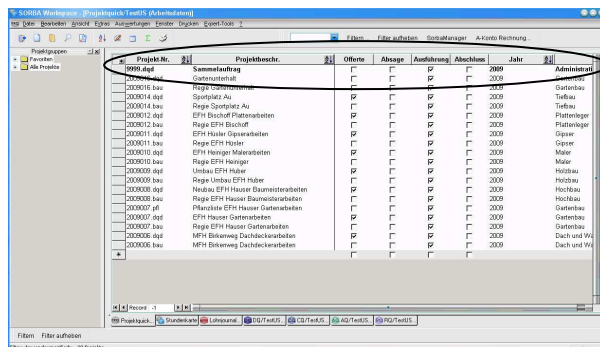 SORBA Workspace - [Projektquick/TestUS (Arbeitsdaten)]
Datei Bearbeiten Ansicht Extras Auswertungen Fenster Drucken Expert-Tools ?
Filtern... Filter aufheben SorbaManager A-Konto Rechnung...
Projektgruppen
Favoriten
Alle Projekte
Projekt-Nr. Projektbeschr. Offerte Absage Ausführung Abschluss Jahr
9999.dqd Sammelauftrag 2009 Administrati
Gartenunterhalt 2009 Gartenbau
2009016.bau Regie Gartenunterhalt 2009 Gartenbau
2009014.dqd Sportplatz Au 2009 Tiefbau
2009014.bau Regie Sportplatz Au 2009 Tiefbau
2009012.dqd EFH Bischoff Plattenarbeiten 2009 Plattenleger
2009012.bau Regie EFH Bischoff 2009 Plattenleger
2009011.dqd EFH Hüsler Gipserarbeiten 2009 Gipser
2009011.bau Regie EFH Hüsler 2009 Gipser
2009010.dqd EFH Heiniger Malerarbeiten 2009 Maler
2009010.bau Regie EFH Heiniger 2009 Maler
2009009.dqd Umbau EFH Huber 2009 Holzbau
2009009.bau Regie Umbau EFH Huber 2009 Holzbau
2009008.dqd Neubau EFH Hauser Baumeisterarbeiten 2009 Hochbau
2009008.bau Regie EFH Hauser Baumeisterarbeiten 2009 Hochbau
2009007.pfl Pflanzliste EFH Hauser Gartenarbeiten 2009 Gartenbau
2009007.dqd EFH Hauser Gartenarbeiten 2009 Gartenbau
2009007.bau Regie EFH Hauser Gartenarbeiten 2009 Gartenbau
2009006.dqd MFH Birkenweg Dachdeckerarbeiten 2009 Dach und Wa
2009006.bau MFH Birkenweg Dachdeckerarbeiten 2009 Dach und Wa
Record -1
Projektquick... Stundenkarte Lohnjournal... DQ/TestUS... CQ/TestUS... AQ/TestUS... RQ/TestUS...
Filtern Filter aufheben